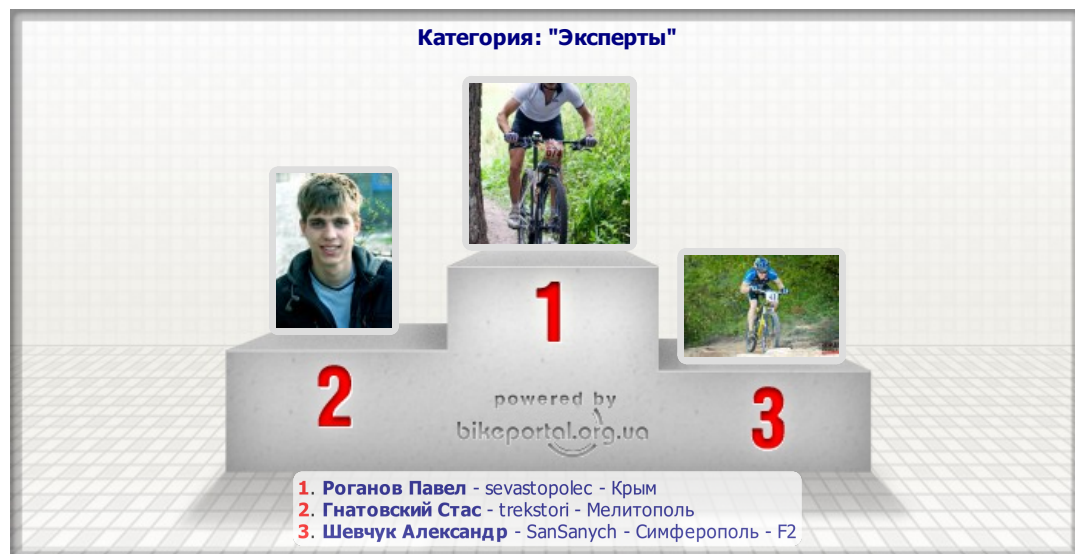 Категория: "Эксперты"
1
2
3
powered by
bikeportal.org.ua
1. Роганов Павел - sevastopolec - Крым
2. Гнатовский Стас - trekstori - Мелитополь
3. Шевчук Александр - SanSanych - Симферополь - F2